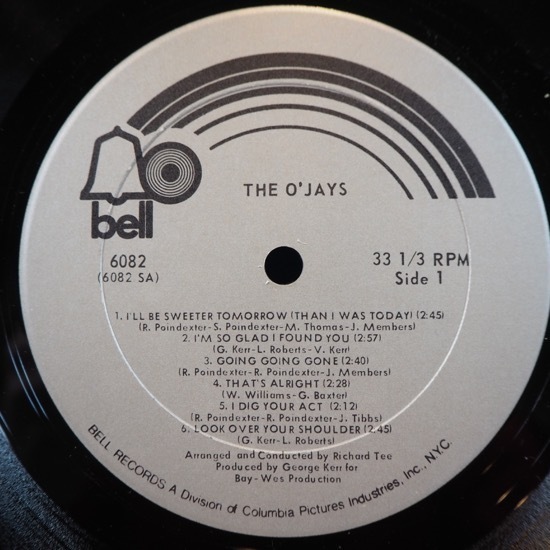 THE O'JAYS
bell
6082
(6082 SA)
33 1/3 RPM
Side 1
1. I'LL BE SWEETER TOMORROW (THAN I WAS TODAY) (2:45)
(R. Poindexter-S. Poindexter-M. Thomas-J. Members)
2. I'M SO GLAD I FOUND YOU (2:57)
(G. Kerr-L. Roberts-V. Kerr)
3. GOING GOING GONE (2:40)
(R. Poindexter-R. Poindexter-J. Members)
4. THAT'S ALRIGHT (2:28)
(W. Williams-G. Baxter)
5. I DIG YOUR ACT (2:12)
(R. Poindexter-R. Poindexter-J. Tibbs)
6. LOOK OVER YOUR SHOULDER (2:45)
(G. Kerr-L. Roberts)
Arranged and Conducted by Richard Tee
Produced by George Kerr for
Bay-Wes Production
BELL RECORDS A Division of Columbia Pictures Industries, Inc., N.Y.C.